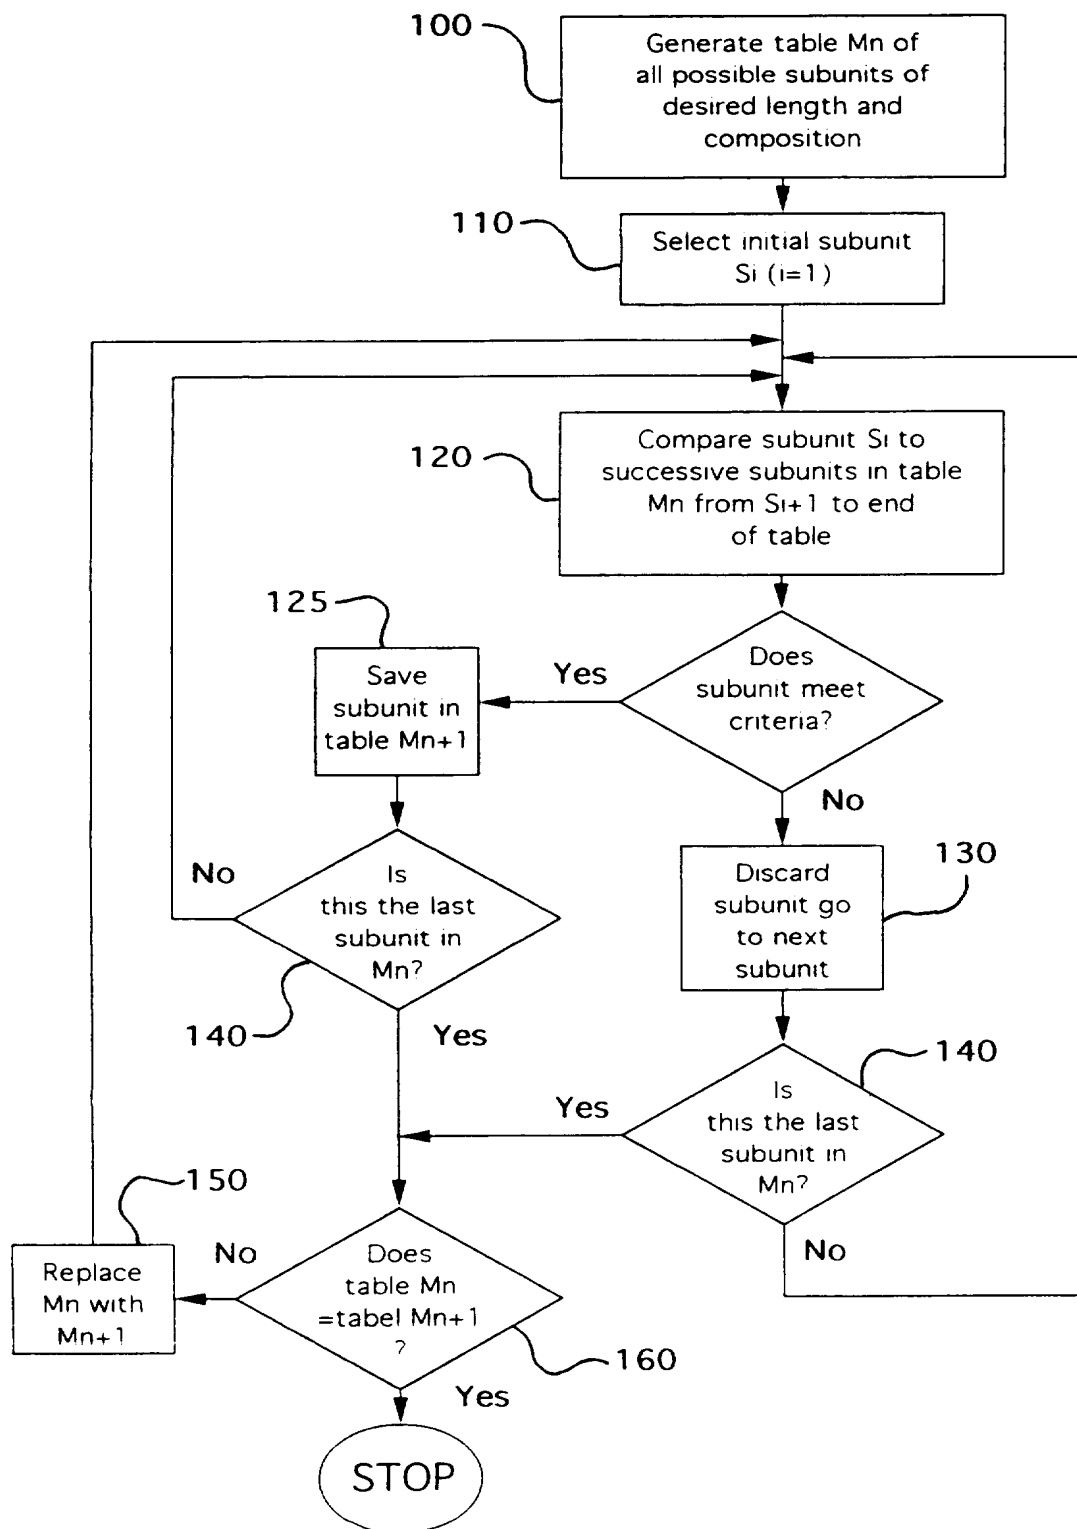 100
Generate table Mn of
all possible subunits of
desired length and
composition
110
Select initial subunit
Si (i=1)
120
Compare subunit Si to
successive subunits in table
Mn from Si+1 to end
of table
125
Save
subunit in
table Mn+1
Yes
Does
subunit meet
criteria?
No
130
Discard
subunit go
to next
subunit
No
Is
this the last
subunit in
Mn?
140
Yes
140
Is
this the last
subunit in
Mn?
Yes
No
150
Replace
Mn with
Mn+1
No
Does
table Mn
=tabel Mn+1
?
160
Yes
STOP